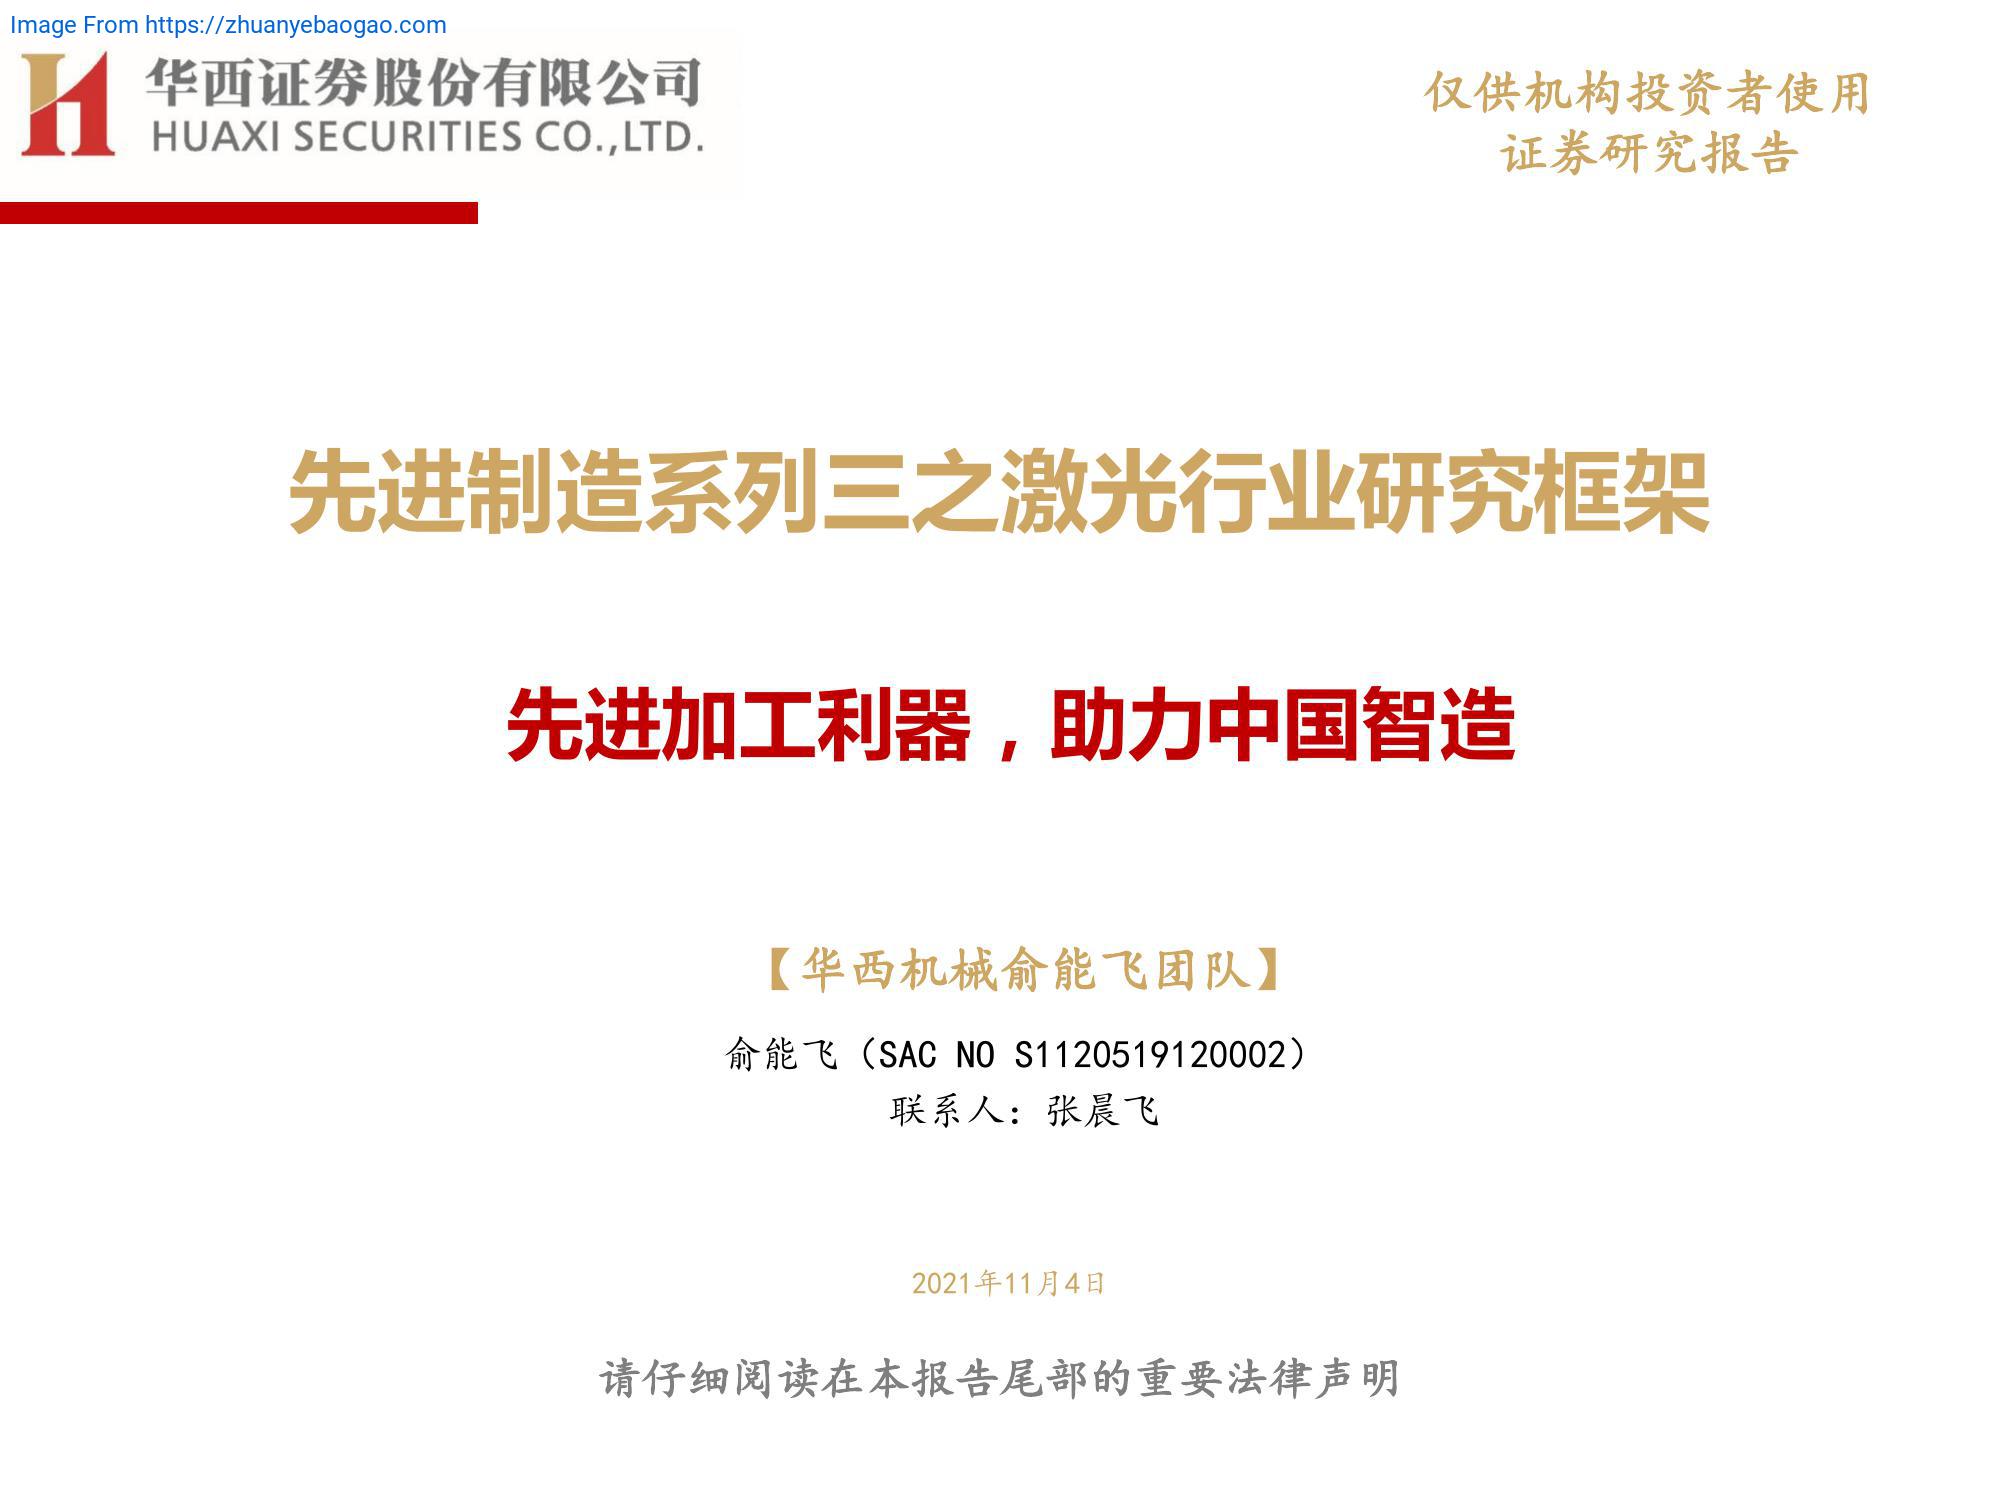 Image From https://zhuanyebaogao.com
华西证券股份有限公司
HUAXI SECURITIES CO.,LTD.
仅供机构投资者使用
证券研究报告
先进制造系列三之激光行业研究框架
先进加工利器，助力中国智造
【华西机械俞能飞团队】
俞能飞（SAC NO S1120519120002）
联系人：张晨飞
2021年11月4日
请仔细阅读在本报告尾部的重要法律声明